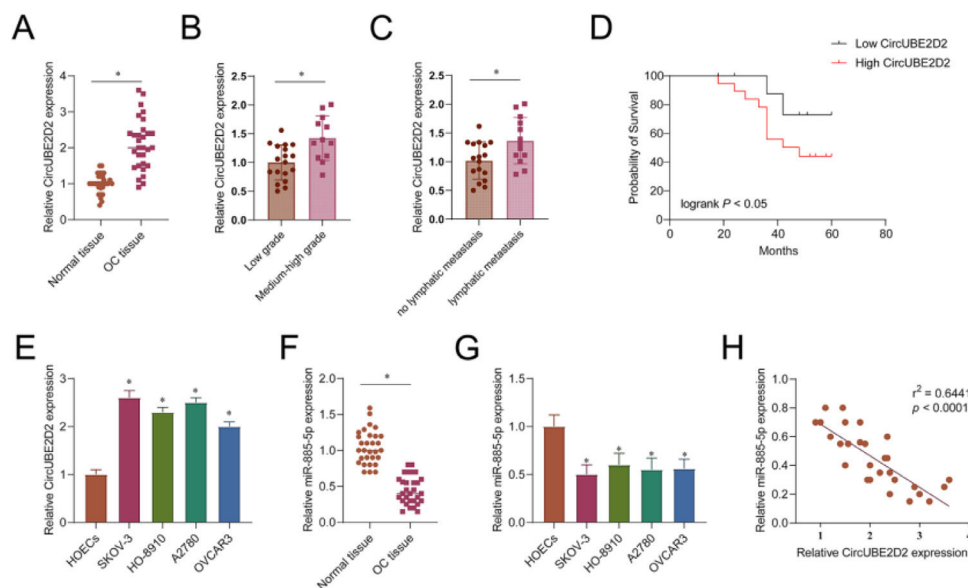 A
Relative CircUBE2D2 expression
4
3
2
1
0
*
Normal tissue
OC tissue
B
Relative CircUBE2D2 expression
2.5
2.0
1.5
1.0
0.5
0.0
*
Low grade
Medium-high grade
C
Relative CircUBE2D2 expression
2.5
2.0
1.5
1.0
0.5
0.0
*
no lymphatic metastasis
lymphatic metastasis
D
Low CircUBE2D2
High CircUBE2D2
Probability of Survival
100
80
60
40
20
0
logrank P < 0.05
0 20 40 60 80
Months
E
Relative CircUBE2D2 expression
3
2
1
0
* * * *
HOECs
SKOV-3
HO-8910
A2780
OVCAR3
F
Relative miR-885-5p expression
2.0
1.5
1.0
0.5
0.0
*
Normal tissue
OC tissue
G
Relative miR-885-5p expression
1.5
1.0
0.5
0.0
* * * *
HOECs
SKOV-3
HO-8910
A2780
OVCAR3
H
Relative miR-885-5p expression
1.0
0.8
0.6
0.4
0.2
0.0
r² = 0.6441
p < 0.0001
1 2 3
Relative CircUBE2D2 expression